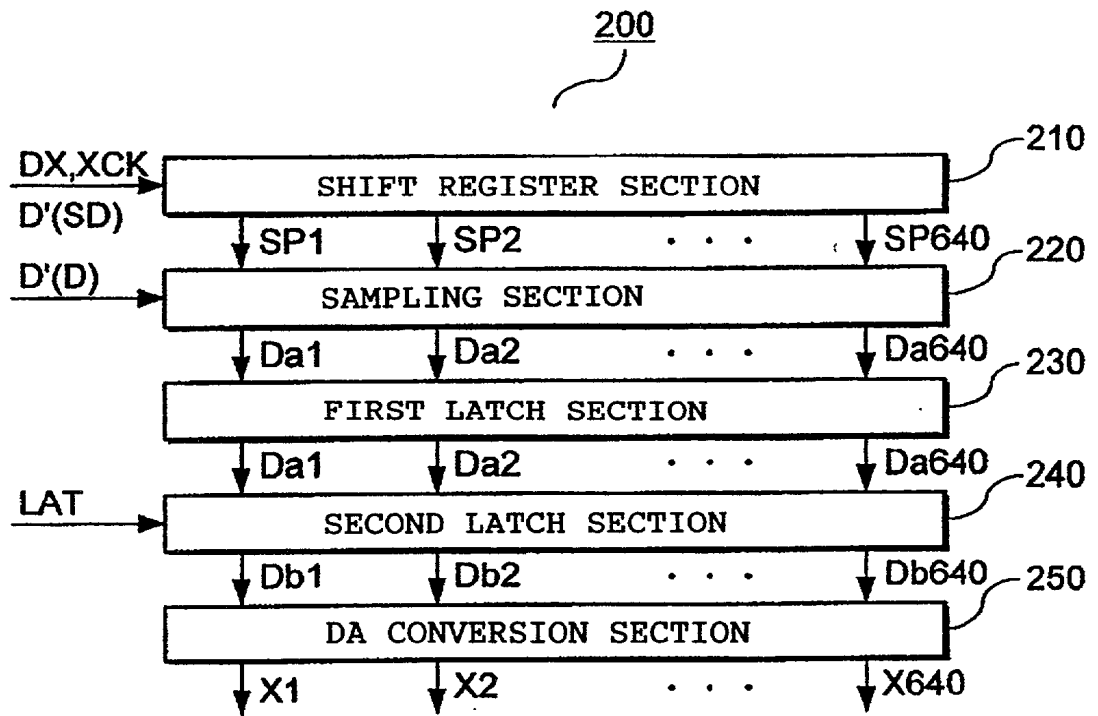 200
210
DX,XCK
SHIFT REGISTER SECTION
D'(SD)
SP1 SP2 . . . SP640
220
D'(D)
SAMPLING SECTION
Da1 Da2 . . . Da640
230
FIRST LATCH SECTION
Da1 Da2 . . . Da640
240
LAT
SECOND LATCH SECTION
Db1 Db2 . . . Db640
250
DA CONVERSION SECTION
X1 X2 . . . X640